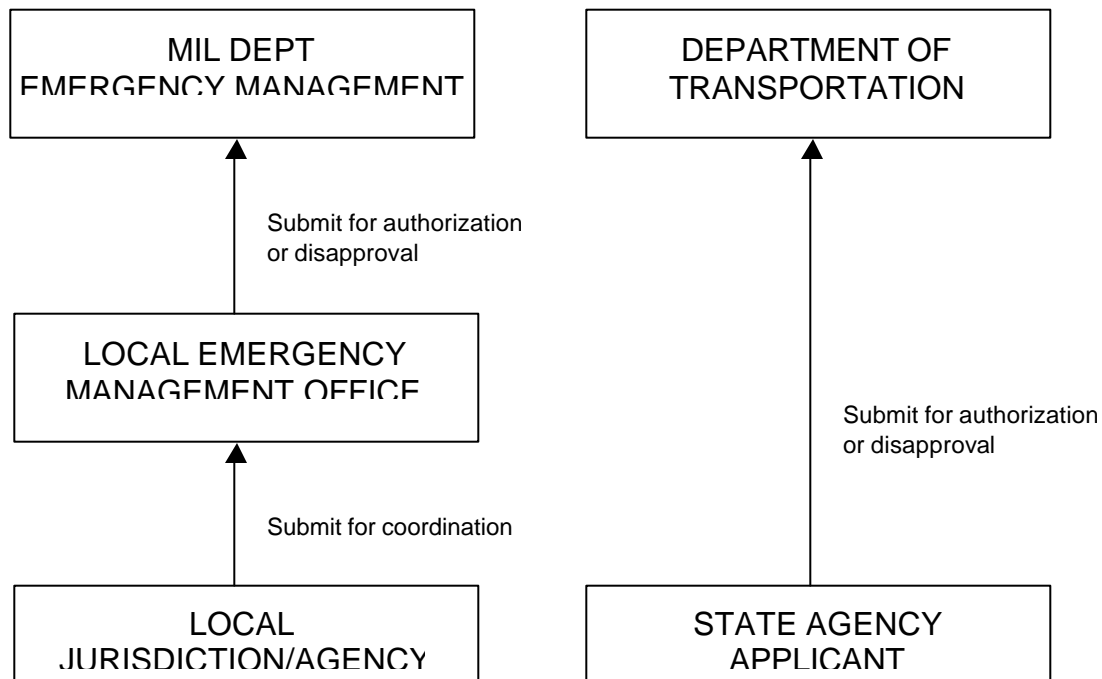 MIL DEPT
EMERGENCY MANAGEMENT
Submit for authorization
or disapproval
LOCAL EMERGENCY
MANAGEMENT OFFICE
Submit for coordination
LOCAL
JURISDICTION/AGENCY
DEPARTMENT OF
TRANSPORTATION
Submit for authorization
or disapproval
STATE AGENCY
APPLICANT